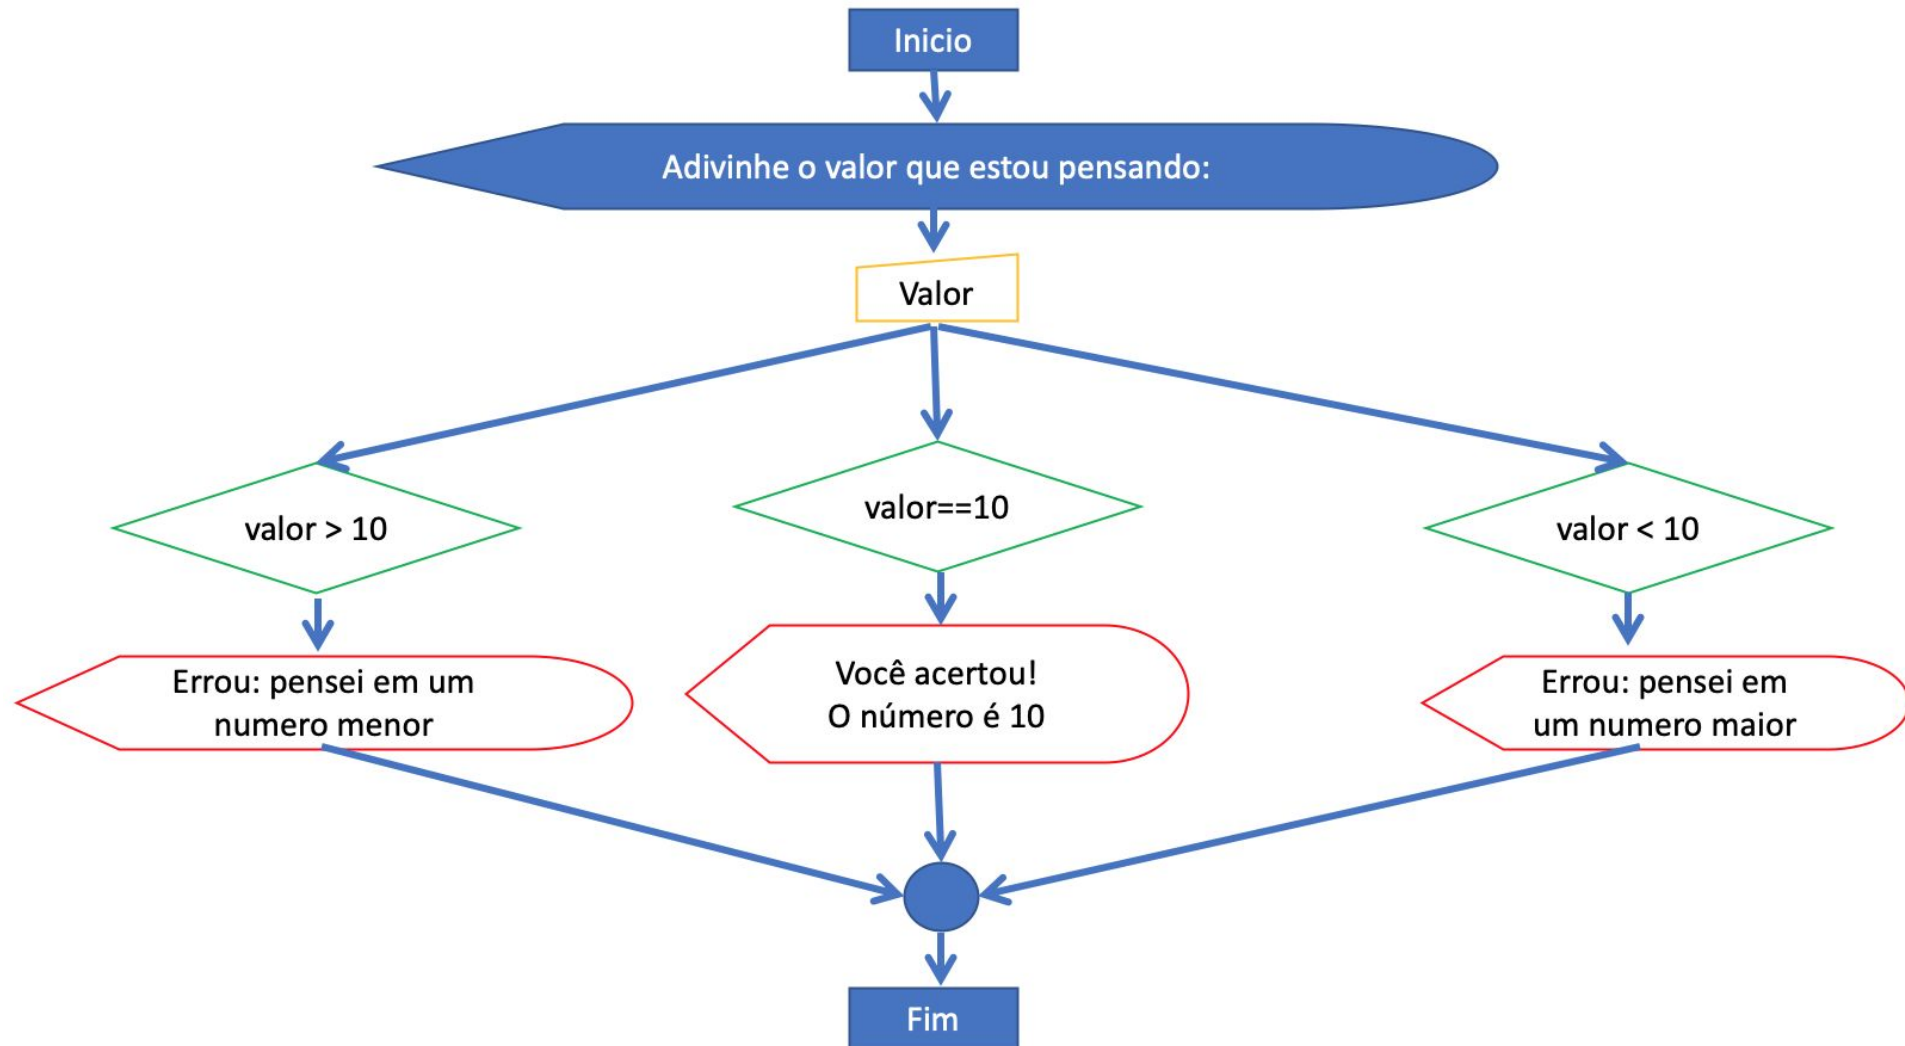 Inicio
Adivinhe o valor que estou pensando:
Valor
valor > 10
valor==10
valor < 10
Errou: pensei em um
numero menor
Você acertou!
O número é 10
Errou: pensei em
um numero maior
Fim